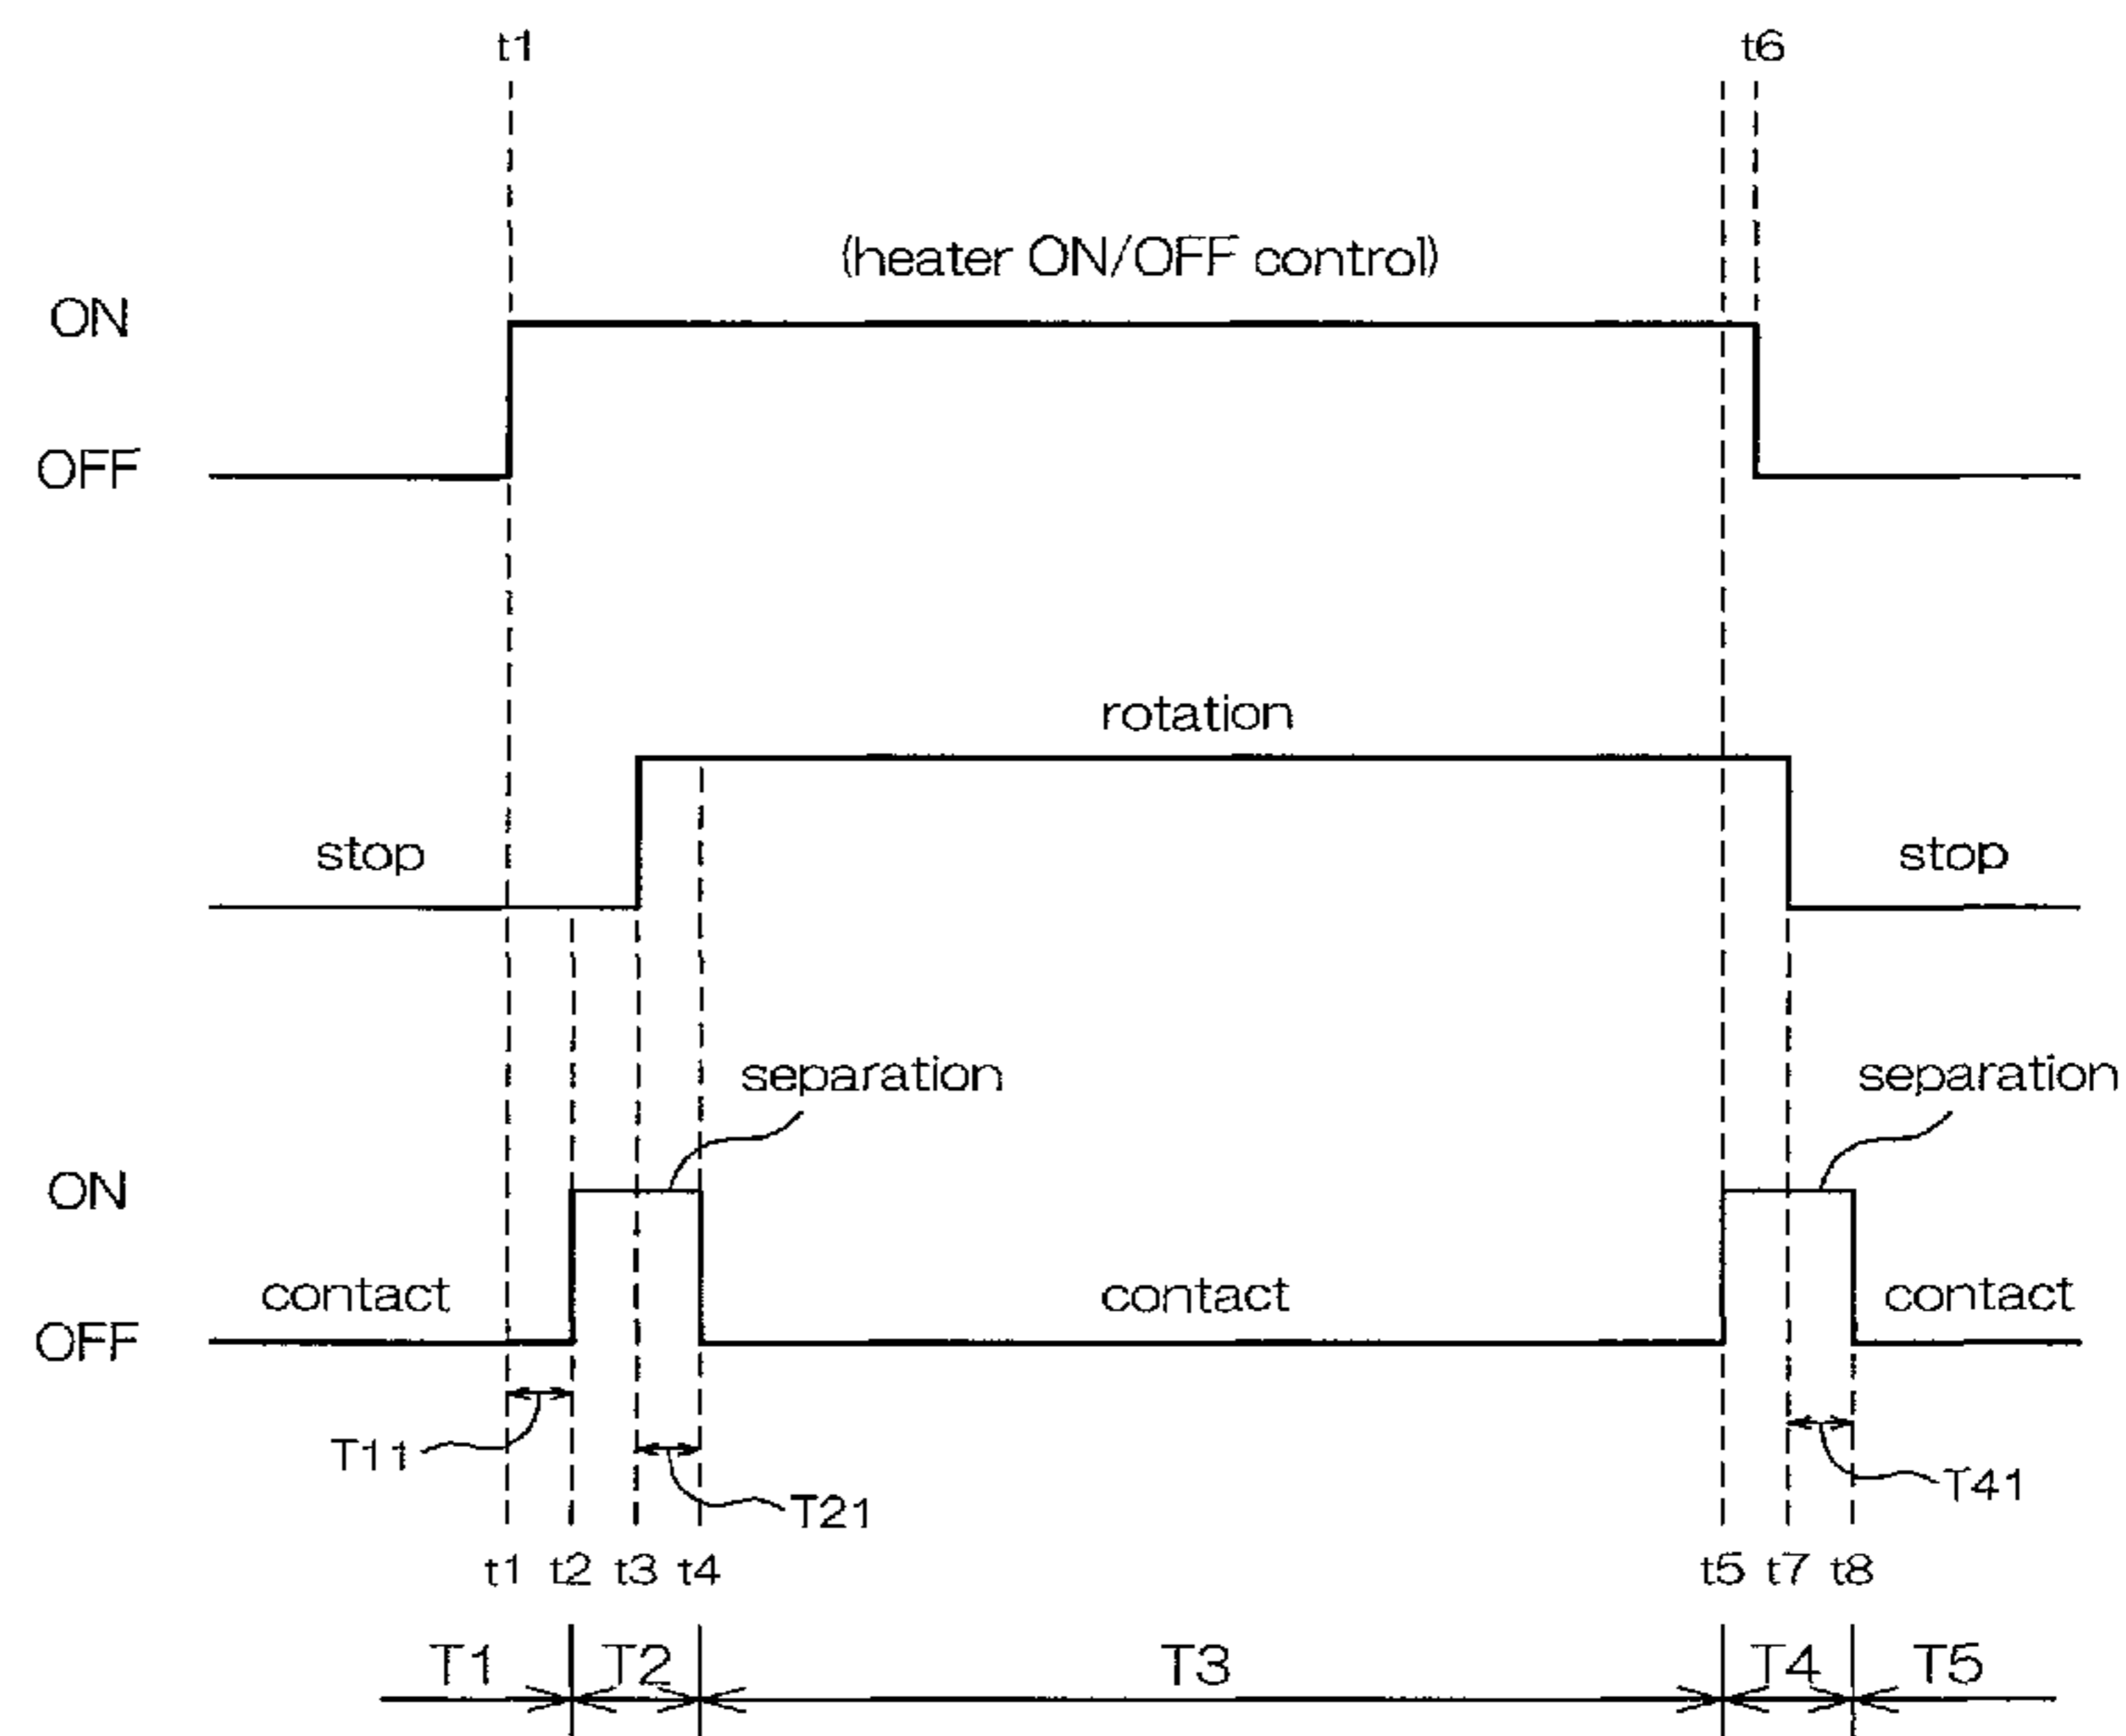 t1 t6
(heater ON/OFF control)
ON
OFF
rotation
stop stop
separation separation
ON
contact contact contact
OFF
T11
T41
T21
t1 t2 t3 t4 t5 t7 t8
T1 T2 T3 T4 T5